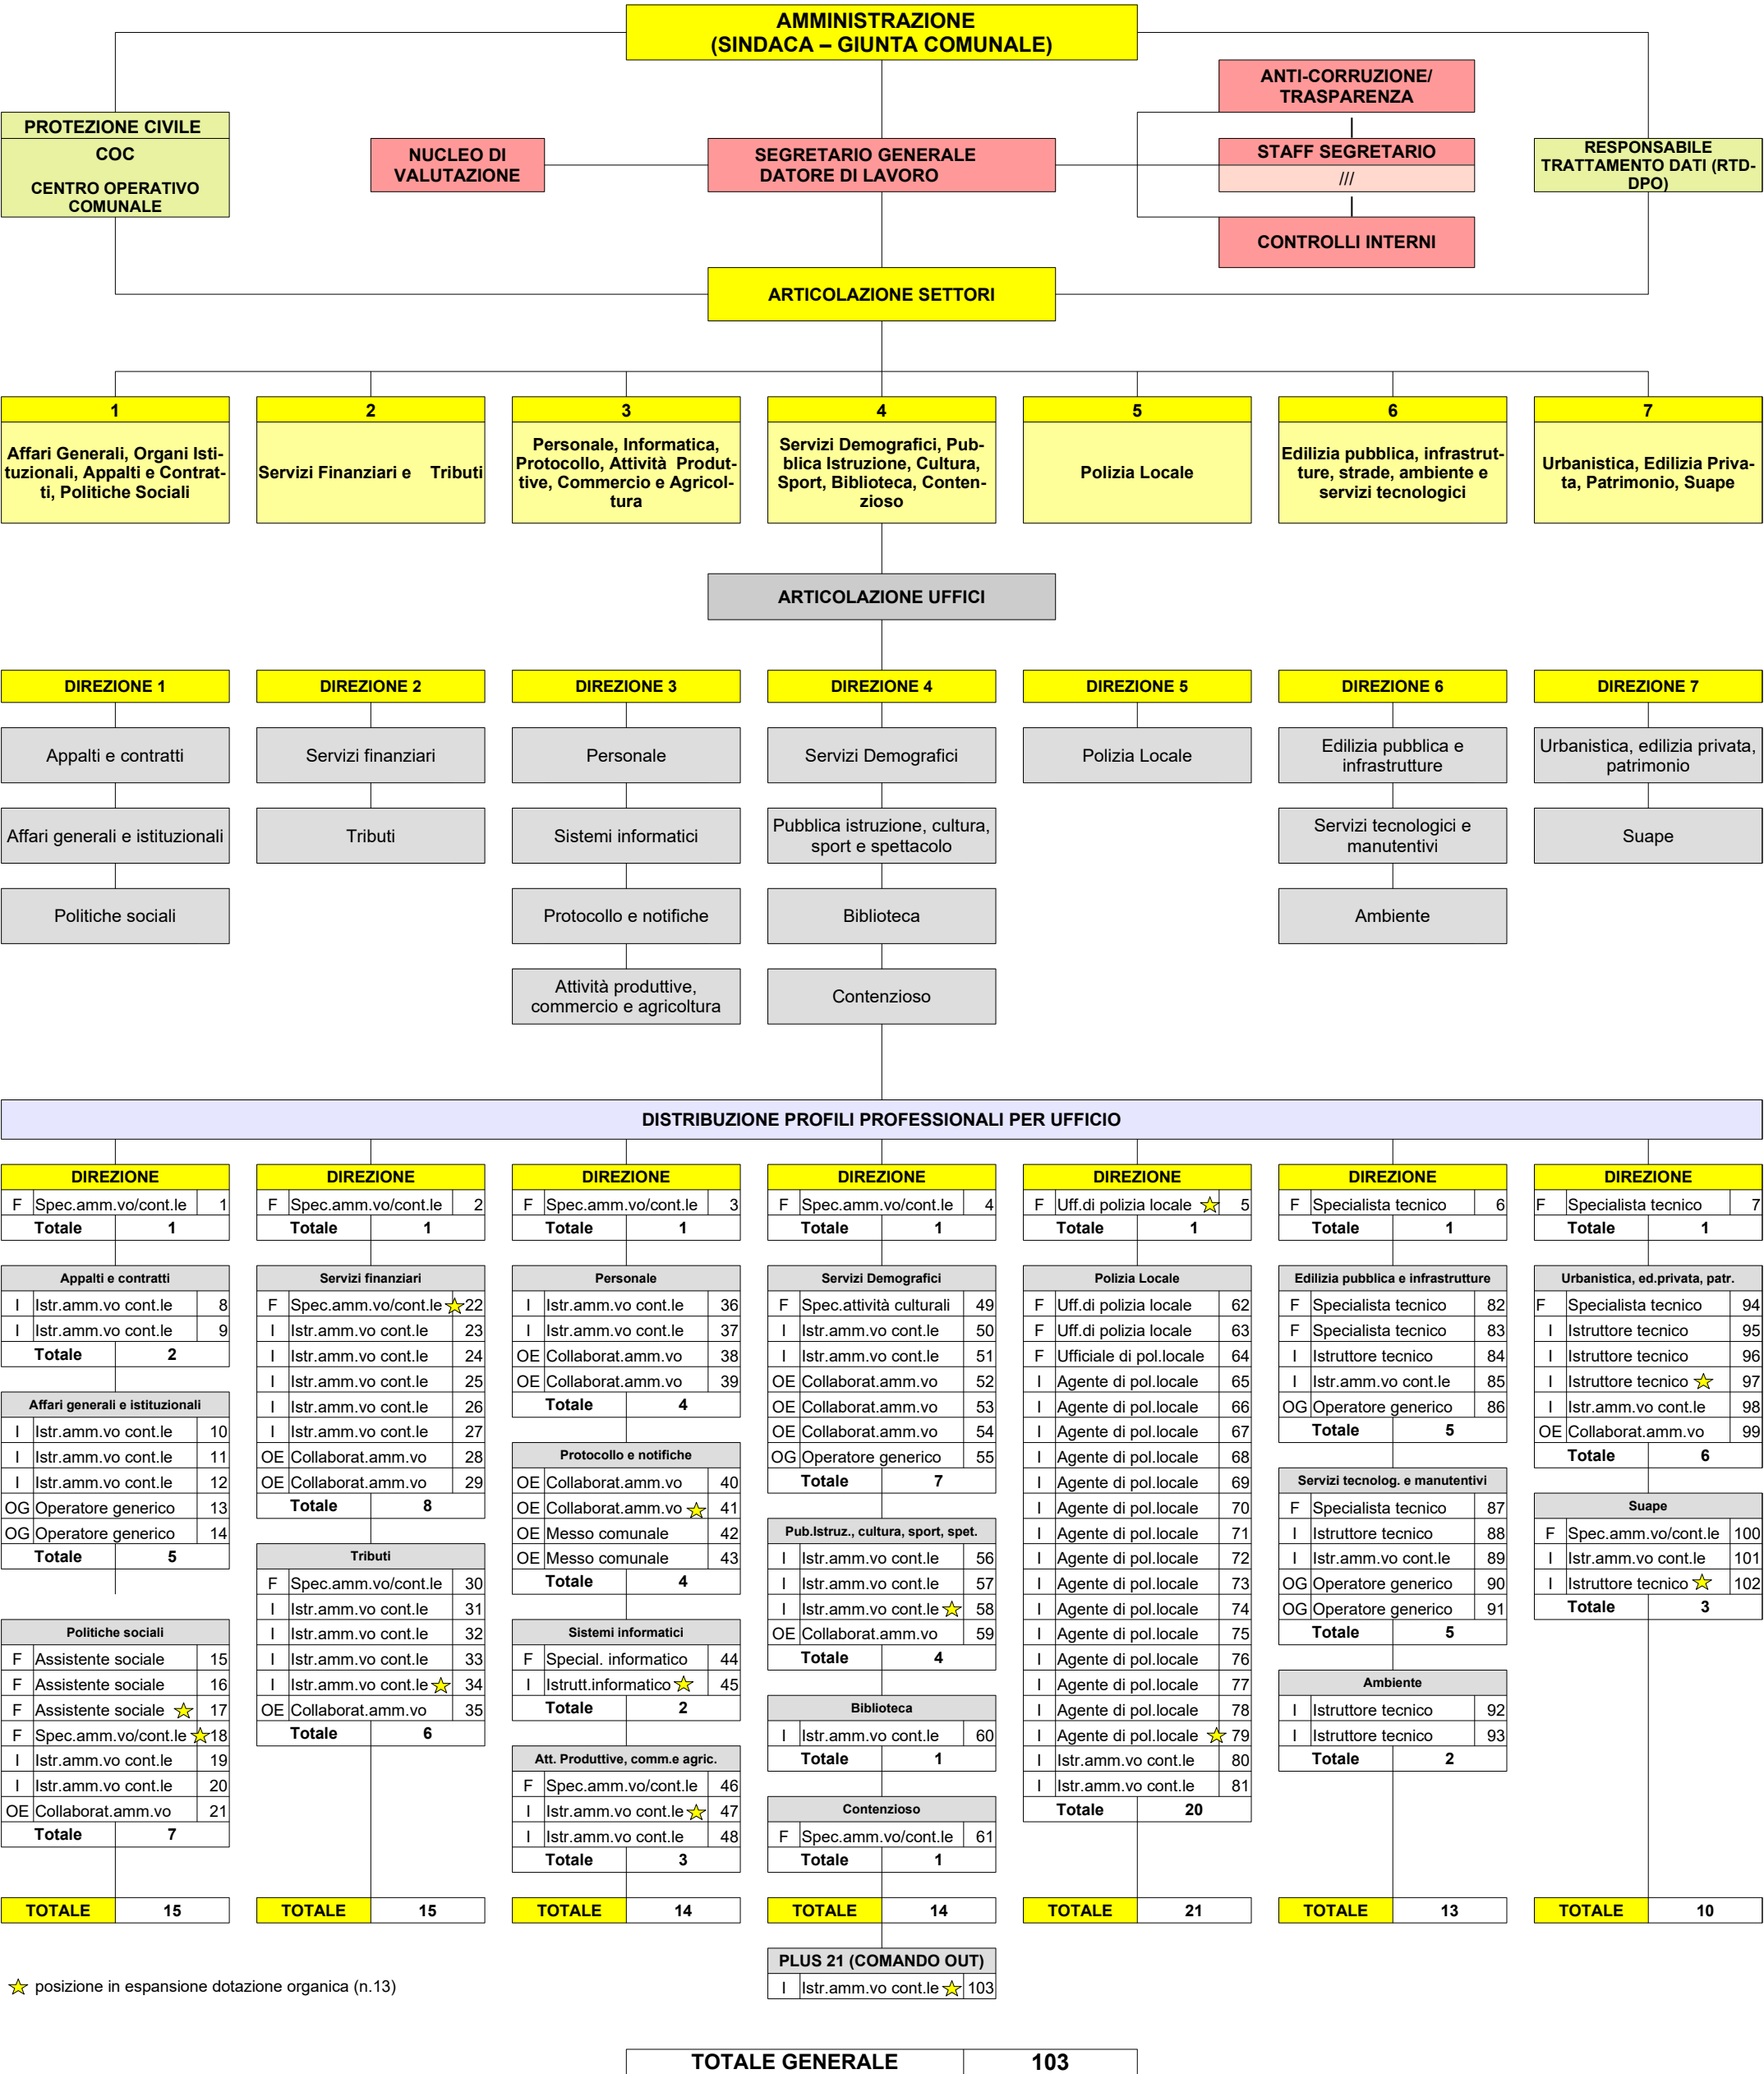 AMMINISTRAZIONE
(SINDACA – GIUNTA COMUNALE)
ANTI-CORRUZIONE/
TRASPARENZA
PROTEZIONE CIVILE
COC
CENTRO OPERATIVO
COMUNALE
NUCLEO DI
VALUTAZIONE
SEGRETARIO GENERALE
DATORE DI LAVORO
STAFF SEGRETARIO
///
RESPONSABILE
TRATTAMENTO DATI (RTD-
DPO)
CONTROLLI INTERNI
ARTICOLAZIONE SETTORI
1
Affari Generali, Organi Isti-
tuzionali, Appalti e Contrat-
ti, Politiche Sociali
2
Servizi Finanziari e Tributi
3
Personale, Informatica,
Protocollo, Attività Produt-
tive, Commercio e Agricol-
tura
4
Servizi Demografici, Pub-
blica Istruzione, Cultura,
Sport, Biblioteca, Conten-
zioso
5
Polizia Locale
6
Edilizia pubblica, infrastrut-
ture, strade, ambiente e
servizi tecnologici
7
Urbanistica, Edilizia Priva-
ta, Patrimonio, Suape
ARTICOLAZIONE UFFICI
DIREZIONE 1
Appalti e contratti
Affari generali e istituzionali
Politiche sociali
DIREZIONE 2
Servizi finanziari
Tributi
DIREZIONE 3
Personale
Sistemi informatici
Protocollo e notifiche
Attività produttive,
commercio e agricoltura
DIREZIONE 4
Servizi Demografici
Pubblica istruzione, cultura,
sport e spettacolo
Biblioteca
Contenzioso
DIREZIONE 5
Polizia Locale
DIREZIONE 6
Edilizia pubblica e
infrastrutture
Servizi tecnologici e
manutentivi
Ambiente
DIREZIONE 7
Urbanistica, edilizia privata,
patrimonio
Suape
DISTRIBUZIONE PROFILI PROFESSIONALI PER UFFICIO
DIREZIONE
F Spec.amm.vo/cont.le 1
Totale 1
Appalti e contratti
I Istr.amm.vo cont.le 8
I Istr.amm.vo cont.le 9
Totale 2
Affari generali e istituzionali
I Istr.amm.vo cont.le 10
I Istr.amm.vo cont.le 11
I Istr.amm.vo cont.le 12
OG Operatore generico 13
OG Operatore generico 14
Totale 5
Politiche sociali
F Assistente sociale 15
F Assistente sociale 16
F Assistente sociale 17
F Spec.amm.vo/cont.le 18
I Istr.amm.vo cont.le 19
I Istr.amm.vo cont.le 20
OE Collaborat.amm.vo 21
Totale 7
TOTALE 15
DIREZIONE
F Spec.amm.vo/cont.le 2
Totale 1
Servizi finanziari
F Spec.amm.vo/cont.le 22
I Istr.amm.vo cont.le 23
I Istr.amm.vo cont.le 24
I Istr.amm.vo cont.le 25
I Istr.amm.vo cont.le 26
I Istr.amm.vo cont.le 27
OE Collaborat.amm.vo 28
OE Collaborat.amm.vo 29
Totale 8
Tributi
F Spec.amm.vo/cont.le 30
I Istr.amm.vo cont.le 31
I Istr.amm.vo cont.le 32
I Istr.amm.vo cont.le 33
I Istr.amm.vo cont.le 34
OE Collaborat.amm.vo 35
Totale 6
TOTALE 15
DIREZIONE
F Spec.amm.vo/cont.le 3
Totale 1
Personale
I Istr.amm.vo cont.le 36
I Istr.amm.vo cont.le 37
OE Collaborat.amm.vo 38
OE Collaborat.amm.vo 39
Totale 4
Protocollo e notifiche
OE Collaborat.amm.vo 40
OE Collaborat.amm.vo 41
OE Messo comunale 42
OE Messo comunale 43
Totale 4
Sistemi informatici
F Special. informatico 44
I Istrutt.informatico 45
Totale 2
Att. Produttive, comm.e agric.
F Spec.amm.vo/cont.le 46
I Istr.amm.vo cont.le 47
I Istr.amm.vo cont.le 48
Totale 3
TOTALE 14
DIREZIONE
F Spec.amm.vo/cont.le 4
Totale 1
Servizi Demografici
F Spec.attività culturali 49
I Istr.amm.vo cont.le 50
I Istr.amm.vo cont.le 51
OE Collaborat.amm.vo 52
OE Collaborat.amm.vo 53
OE Collaborat.amm.vo 54
OG Operatore generico 55
Totale 7
Pub.Istruz., cultura, sport, spet.
I Istr.amm.vo cont.le 56
I Istr.amm.vo cont.le 57
I Istr.amm.vo cont.le 58
OE Collaborat.amm.vo 59
Totale 4
Biblioteca
I Istr.amm.vo cont.le 60
Totale 1
Contenzioso
F Spec.amm.vo/cont.le 61
Totale 1
TOTALE 14
DIREZIONE
F Uff.di polizia locale 5
Totale 1
Polizia Locale
F Uff.di polizia locale 62
F Uff.di polizia locale 63
F Ufficiale di pol.locale 64
I Agente di pol.locale 65
I Agente di pol.locale 66
I Agente di pol.locale 67
I Agente di pol.locale 68
I Agente di pol.locale 69
I Agente di pol.locale 70
I Agente di pol.locale 71
I Agente di pol.locale 72
I Agente di pol.locale 73
I Agente di pol.locale 74
I Agente di pol.locale 75
I Agente di pol.locale 76
I Agente di pol.locale 77
I Agente di pol.locale 78
I Agente di pol.locale 79
I Istr.amm.vo cont.le 80
I Istr.amm.vo cont.le 81
Totale 20
TOTALE 21
DIREZIONE
F Specialista tecnico 6
Totale 1
Edilizia pubblica e infrastrutture
F Specialista tecnico 82
F Specialista tecnico 83
I Istruttore tecnico 84
I Istr.amm.vo cont.le 85
OG Operatore generico 86
Totale 5
Servizi tecnolog. e manutentivi
F Specialista tecnico 87
I Istruttore tecnico 88
I Istr.amm.vo cont.le 89
OG Operatore generico 90
OG Operatore generico 91
Totale 5
Ambiente
I Istruttore tecnico 92
I Istruttore tecnico 93
Totale 2
TOTALE 13
DIREZIONE
F Specialista tecnico 7
Totale 1
Urbanistica, ed.privata, patr.
F Specialista tecnico 94
I Istruttore tecnico 95
I Istruttore tecnico 96
I Istruttore tecnico 97
I Istr.amm.vo cont.le 98
OE Collaborat.amm.vo 99
Totale 6
Suape
F Spec.amm.vo/cont.le 100
I Istr.amm.vo cont.le 101
I Istruttore tecnico 102
Totale 3
TOTALE 10
PLUS 21 (COMANDO OUT)
I Istr.amm.vo cont.le 103
posizione in espansione dotazione organica (n.13)
TOTALE GENERALE 103